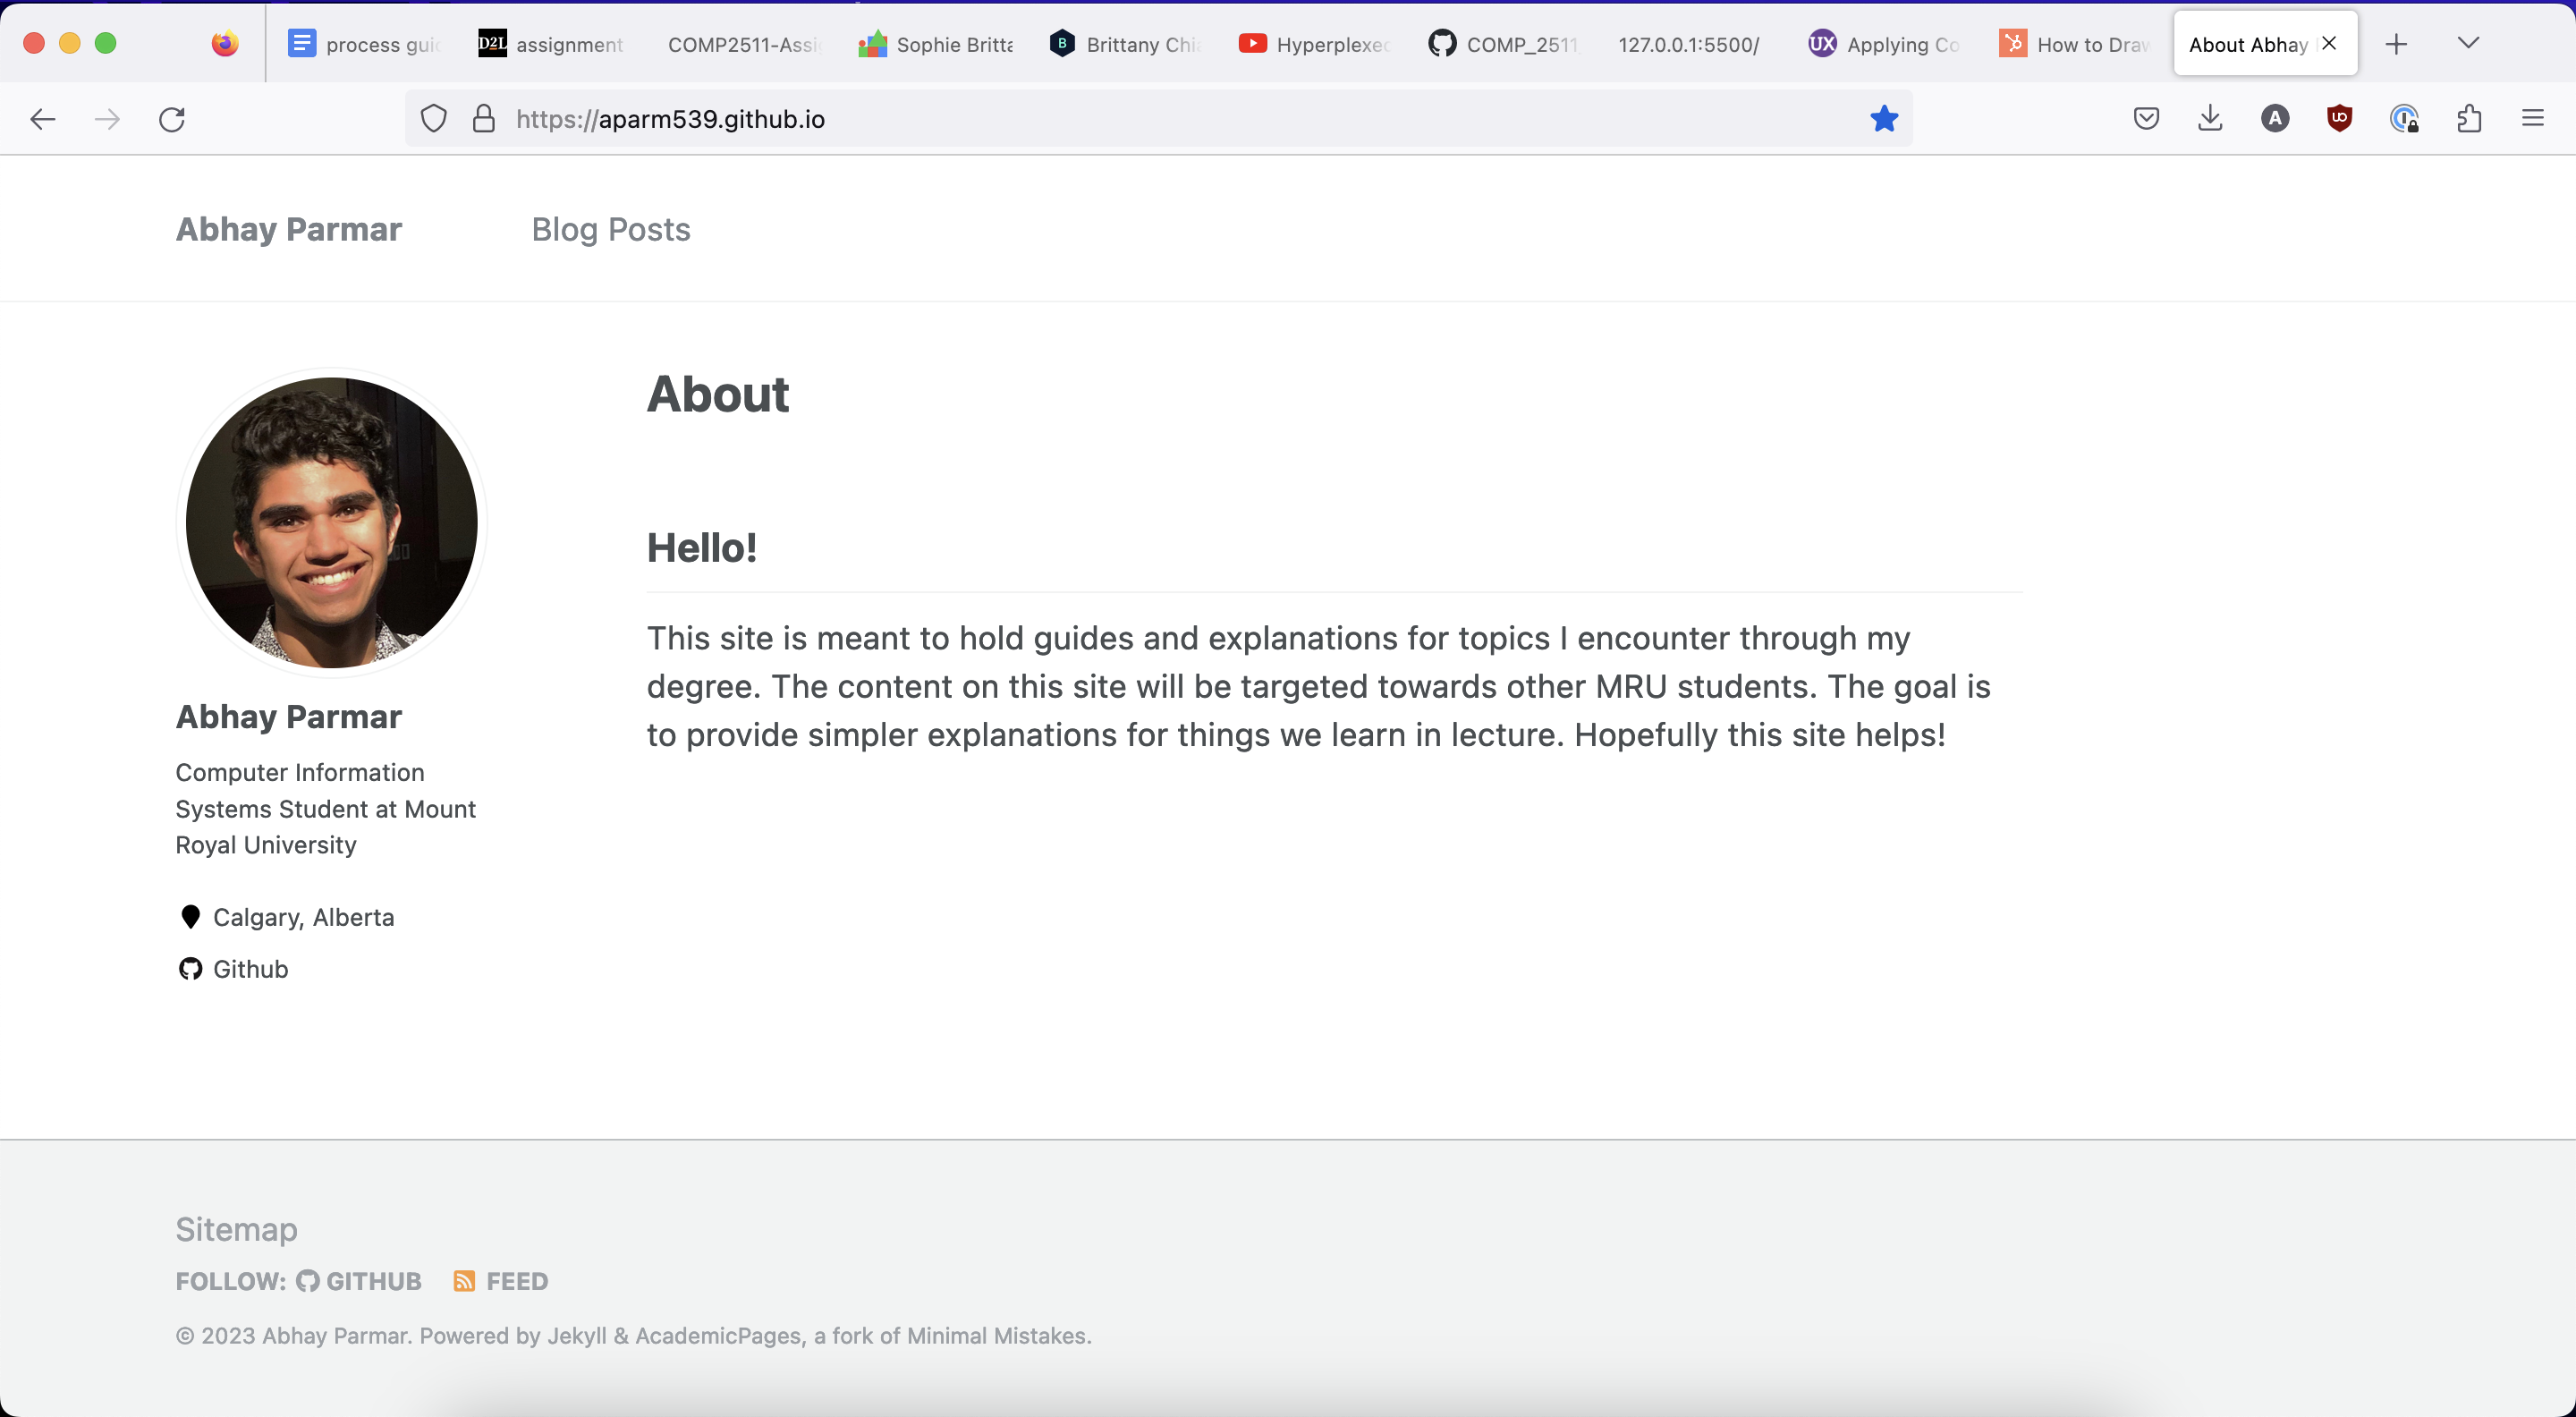 process gui
D2L assignment
COMP2511-Assi
Sophie Britta
B Brittany Chi
Hyperplexed
COMP_2511
127.0.0.1:5500/
UX Applying Co
How to Draw
About Abhay
https://aparm539.github.io
A
Abhay Parmar Blog Posts
About
Hello!
This site is meant to hold guides and explanations for topics I encounter through my
degree. The content on this site will be targeted towards other MRU students. The goal is
to provide simpler explanations for things we learn in lecture. Hopefully this site helps!
Abhay Parmar
Computer Information
Systems Student at Mount
Royal University
Calgary, Alberta
Github
Sitemap
FOLLOW: GITHUB FEED
© 2023 Abhay Parmar. Powered by Jekyll & AcademicPages, a fork of Minimal Mistakes.